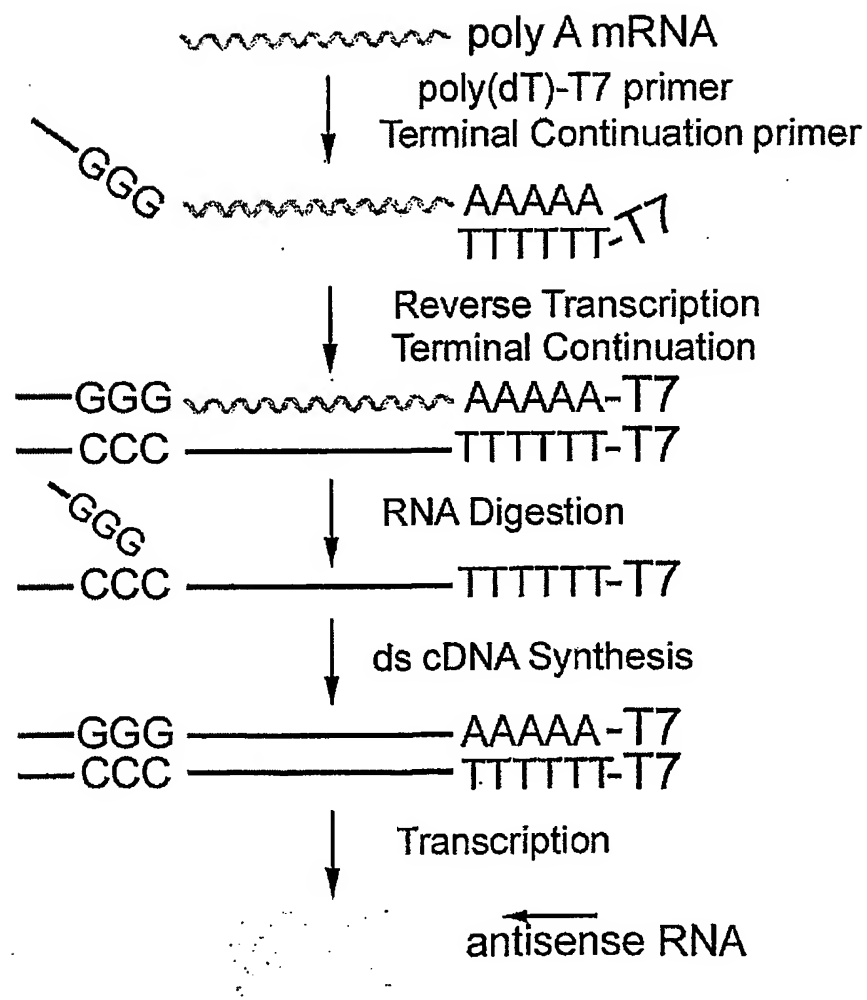 poly A mRNA
poly(dT)-T7 primer
Terminal Continuation primer
GGG
AAAAA
TTTTTT-T7
Reverse Transcription
Terminal Continuation
GGG AAAAA-T7
CCC TTTTTT-T7
RNA Digestion
GGG
CCC TTTTTT-T7
ds cDNA Synthesis
GGG AAAAA-T7
CCC TTTTTT-T7
Transcription
antisense RNA